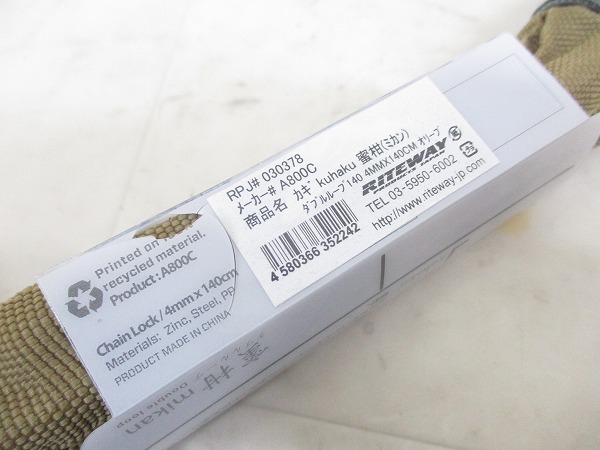 RPJ# 030378
メーカー# A800C
商品名 カギ kuhaku 蜜柑(ミカン)
ダブルループ140 4MMX140CM オリーブ
RITEWAY
PRODUCTS JAPAN
TEL 03-5950-6002
http://www.riteway-jp.com
4 580366 352242
Printed on
recycled material.
Product : A800C
Chain Lock / 4mm x 140cm
Materials: Zinc, Steel, PP
PRODUCT MADE IN CHINA
蜜柑 mikan
Double loop